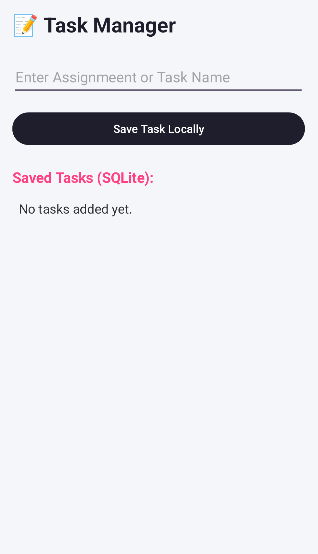 📝 Task Manager
Enter Assignmeent or Task Name
Save Task Locally
Saved Tasks (SQLite):
No tasks added yet.